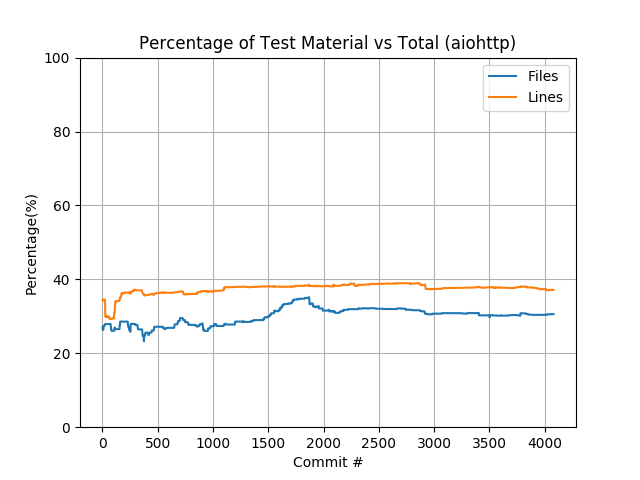 Percentage of Test Material vs Total (aiohttp)
Files
Lines
100
80
60
40
20
0
Percentage(%)
0 500 1000 1500 2000 2500 3000 3500 4000
Commit #